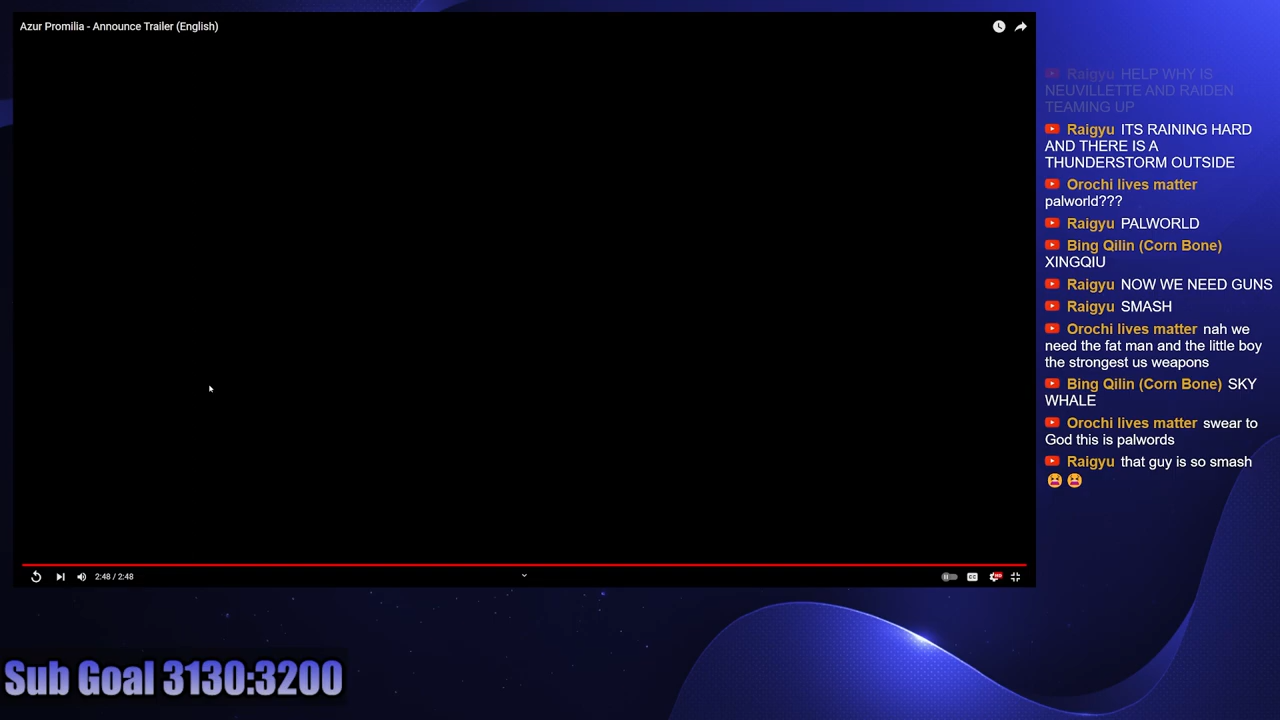 Azur Promilia - Announce Trailer (English)
Raigyu HELP WHY IS
NEUVILLETTE AND RAIDEN
TEAMING UP
Raigyu ITS RAINING HARD
AND THERE IS A
THUNDERSTORM OUTSIDE
Orochi lives matter
palworld???
Raigyu PALWORLD
Bing Qilin (Corn Bone)
XINGQIU
Raigyu NOW WE NEED GUNS
Raigyu SMASH
Orochi lives matter nah we
need the fat man and the little boy
the strongest us weapons
Bing Qilin (Corn Bone) SKY
WHALE
Orochi lives matter swear to
God this is palwords
Raigyu that guy is so smash
2:48 / 2:48
CC
HD
Sub Goal 3130:3200